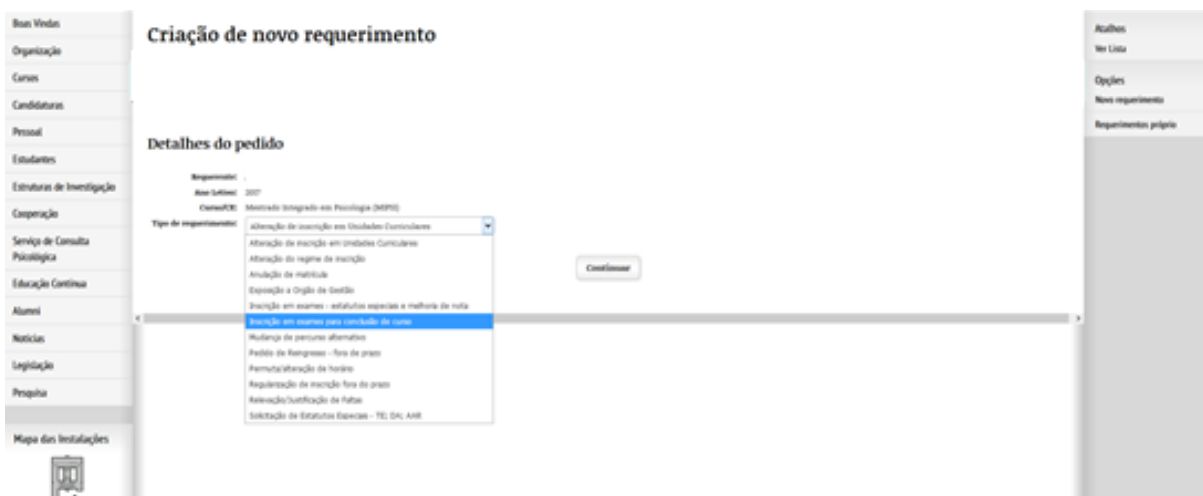 Boas Vindas
Organização
Cursos
Candidaturas
Pessoal
Estudantes
Estruturas de Investigação
Cooperação
Serviço de Consulta
Psicológica
Educação Contínua
Alumni
Notícias
Legislação
Pesquisa
Mapa das Instalações
Criação de novo requerimento
Detalhes do pedido
Requerente: .
Ano Letivo: 2017
Curso/CE: Mestrado Integrado em Psicologia (MIPSI)
Tipo de requerimento: Alteração de inscrição em Unidades Curriculares
Alteração de inscrição em Unidades Curriculares
Alteração do regime de inscrição
Anulação de matrícula
Exposição a Orgão de Gestão
Inscrição em exames - estatutos especiais e melhoria de nota
Inscrição em exames para conclusão de curso
Mudança de percurso alternativo
Pedido de Reingresso - fora de prazo
Permuta/alteração de horário
Regularização de inscrição fora do prazo
Relevação/Justificação de Faltas
Solicitação de Estatutos Especiais - TE; DA; AAR
Continuar
Atalhos
Ver Lista
Opções
Novo requerimento
Requerimentos próprio